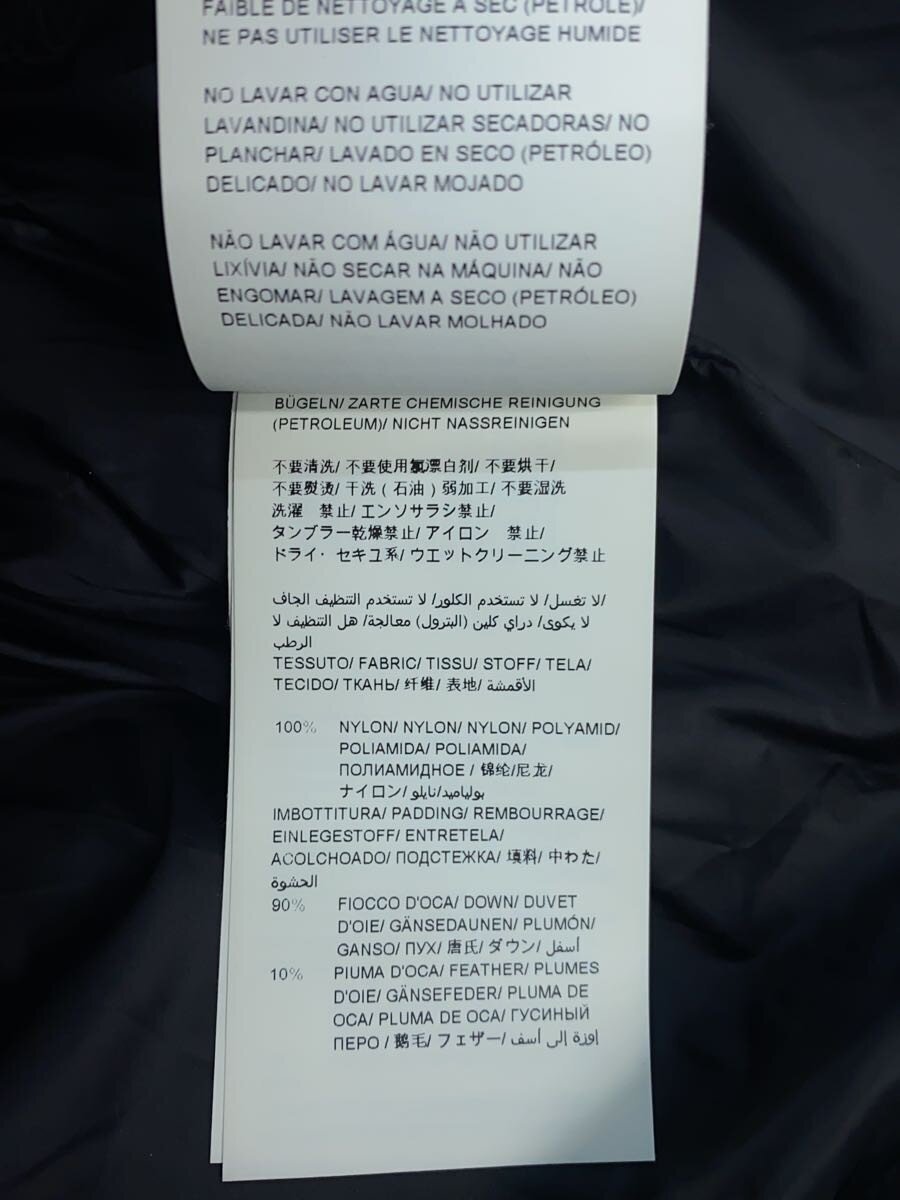 FAIBLE DE NETTOYAGE A SEC (PETROLE)/
NE PAS UTILISER LE NETTOYAGE HUMIDE
NO LAVAR CON AGUA/ NO UTILIZAR
LAVANDINA/ NO UTILIZAR SECADORAS/ NO
PLANCHAR/ LAVADO EN SECO (PETRÓLEO)
DELICADO/ NO LAVAR MOJADO
NÃO LAVAR COM ÁGUA/ NÃO UTILIZAR
LIXÍVIA/ NÃO SECAR NA MÁQUINA/ NÃO
ENGOMAR/ LAVAGEM A SECO (PETRÓLEO)
DELICADA/ NÃO LAVAR MOLHADO
BÜGELN/ ZARTE CHEMISCHE REINIGUNG
(PETROLEUM)/ NICHT NASSREINIGEN
不要清洗/ 不要使用氯漂白剂/ 不要烘干/
不要熨烫/ 干洗（石油）弱加工/ 不要湿洗
洗濯　禁止/ エンソサラシ禁止/
タンブラー乾燥禁止/ アイロン　禁止/
ドライ・セキユ系/ ウエットクリーニング禁止
لا تغسل/ لا تستخدم الكلور/ لا تستخدم التنظيف الجاف/
لا يكوى/ دراي كلين (البترول) معالجة/ هل التنظيف لا
الرطب
TESSUTO/ FABRIC/ TISSU/ STOFF/ TELA/
TECIDO/ ТКАНЬ/ 纤维/ 表地/ الأقمشة
100% NYLON/ NYLON/ NYLON/ POLYAMID/
POLIAMIDA/ POLIAMIDA/
ПОЛИАМИДНОЕ / 锦纶/尼龙/
ナイロン/ بولياميد/نايلو
IMBOTTITURA/ PADDING/ REMBOURRAGE/
EINLEGESTOFF/ ENTRETELA/
ACOLCHOADO/ ПОДСТЕЖКА/ 填料/ 中わた/
الحشوة
90% FIOCCO D'OCA/ DOWN/ DUVET
D'OIE/ GÄNSEDAUNEN/ PLUMÓN/
GANSO/ ПУХ/ 唐氏/ ダウン/ أسفل
10% PIUMA D'OCA/ FEATHER/ PLUMES
D'OIE/ GÄNSEFEDER/ PLUMA DE
OCA/ PLUMA DE OCA/ ГУСИНЫЙ
ПЕРО / 鹅毛/ フェザー/ اوزة إلى أسف